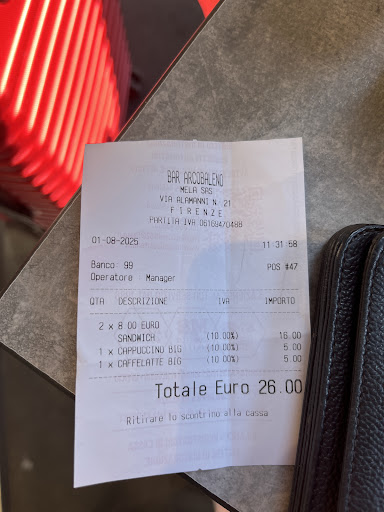 BAR ARCOBALENO
MELA SAS
VIA ALAMANNI N. 21
FIRENZE
PARTITA IVA 06169470488
01-08-2025 11:31:58
Banco 99 POS #47
Operatore Manager
QTA DESCRIZIONE IVA IMPORTO
2 x 8.00 EURO
SANDWICH (10.00%) 16.00
1 x CAPPUCCINO BIG (10.00%) 5.00
1 x CAFFELATTE BIG (10.00%) 5.00
Totale Euro 26.00
Ritirare lo scontrino alla cassa